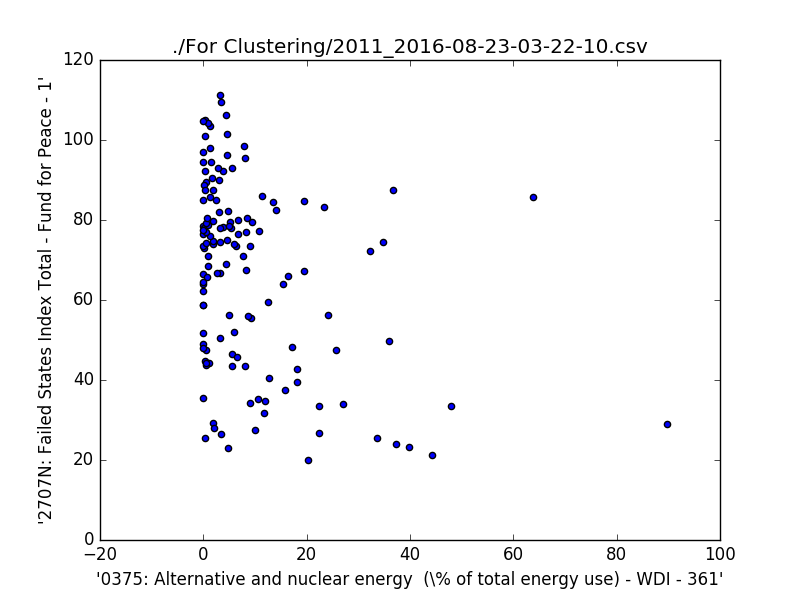 ./For Clustering/2011_2016-08-23-03-22-10.csv
'2707N: Failed States Index Total - Fund for Peace - 1'
120
100
80
60
40
20
0
−20 0 20 40 60 80 100
'0375: Alternative and nuclear energy (\% of total energy use) - WDI - 361'